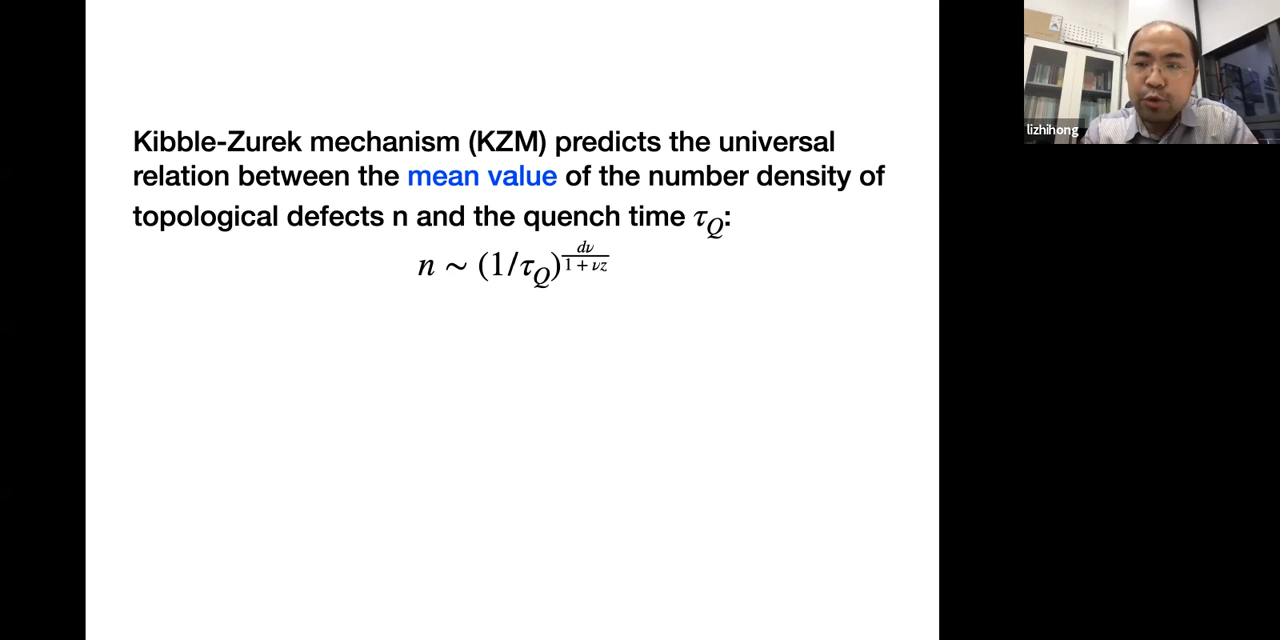 Kibble-Zurek mechanism (KZM) predicts the universal
relation between the mean value of the number density of
topological defects n and the quench time τ_Q:
n ∼ (1/τ_Q)^{\frac{dν}{1 + νz}}
lizhihong